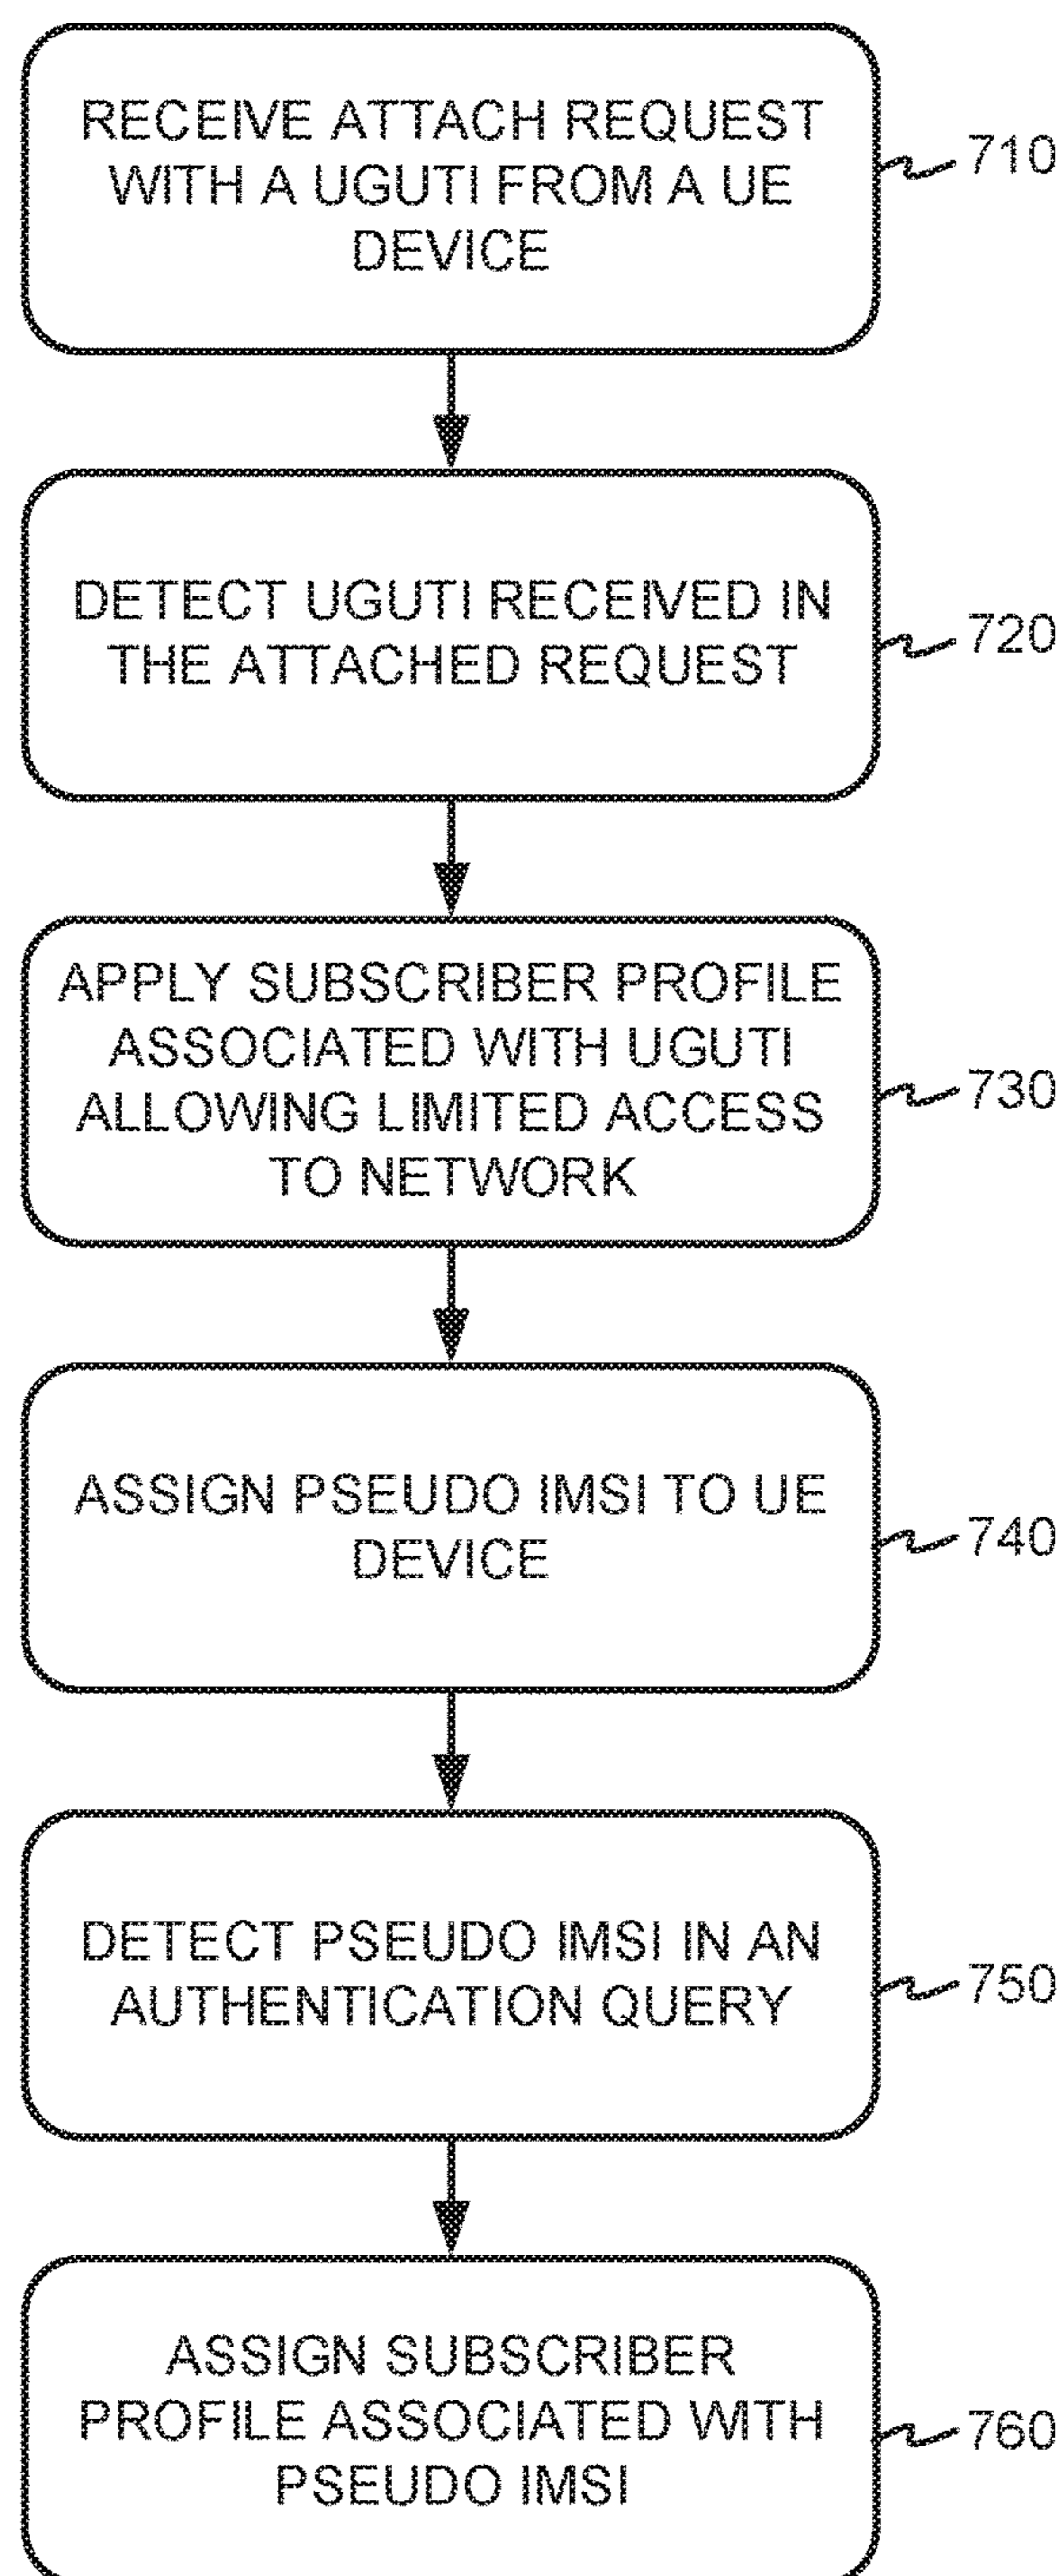 RECEIVE ATTACH REQUEST
WITH A UGUTI FROM A UE
DEVICE
710
DETECT UGUTI RECEIVED IN
THE ATTACHED REQUEST
720
APPLY SUBSCRIBER PROFILE
ASSOCIATED WITH UGUTI
ALLOWING LIMITED ACCESS
TO NETWORK
730
ASSIGN PSEUDO IMSI TO UE
DEVICE
740
DETECT PSEUDO IMSI IN AN
AUTHENTICATION QUERY
750
ASSIGN SUBSCRIBER
PROFILE ASSOCIATED WITH
PSEUDO IMSI
760